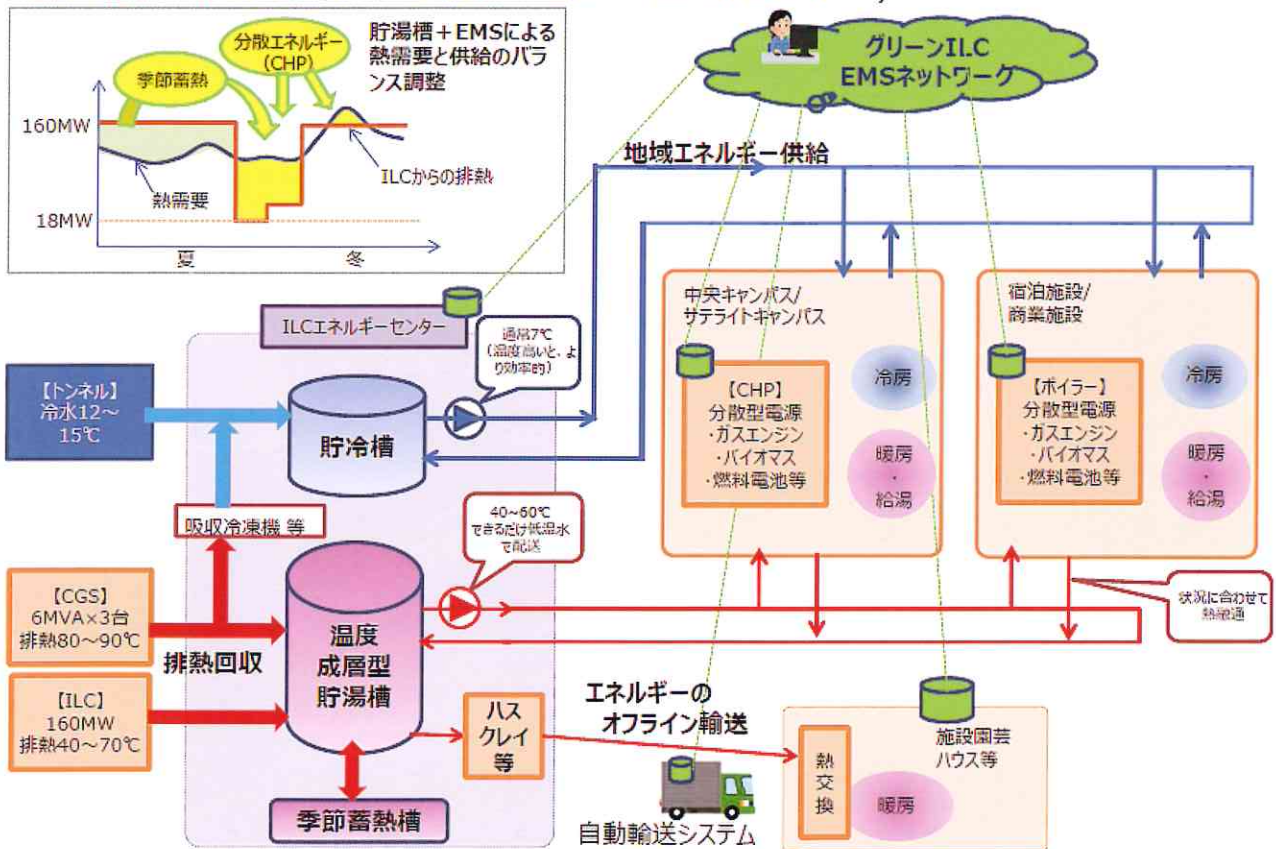 貯湯槽+EMSによる
熱需要と供給のバラ
ンス調整
分散エネルギー
(CHP)
季節蓄熱
160MW
18MW
熱需要
ILCからの排熱
夏
冬
グリーンILC
EMSネットワーク
地域エネルギー供給
ILCエネルギーセンター
通常7℃
(温度高いと、よ
り効率的)
【トンネル】
冷水12~
15℃
貯冷槽
吸収冷凍機 等
40~60℃
できるだけ低温水
で配送
【CGS】
6MVA×3台
排熱80~90℃
排熱回収
【ILC】
160MW
排熱40~70℃
温度
成層型
貯湯槽
ハス
クレイ
等
季節蓄熱槽
中央キャンパス/
サテライトキャンパス
【CHP】
分散型電源
・ガスエンジン
・バイオマス
・燃料電池等
冷房
暖房
・
給湯
宿泊施設/
商業施設
【ボイラー】
分散型電源
・ガスエンジン
・バイオマス
・燃料電池等
冷房
暖房
・
給湯
状況に合わせて
熱融通
エネルギーの
オフライン輸送
自動輸送システム
熱
交
換
施設園芸
ハウス等
暖房